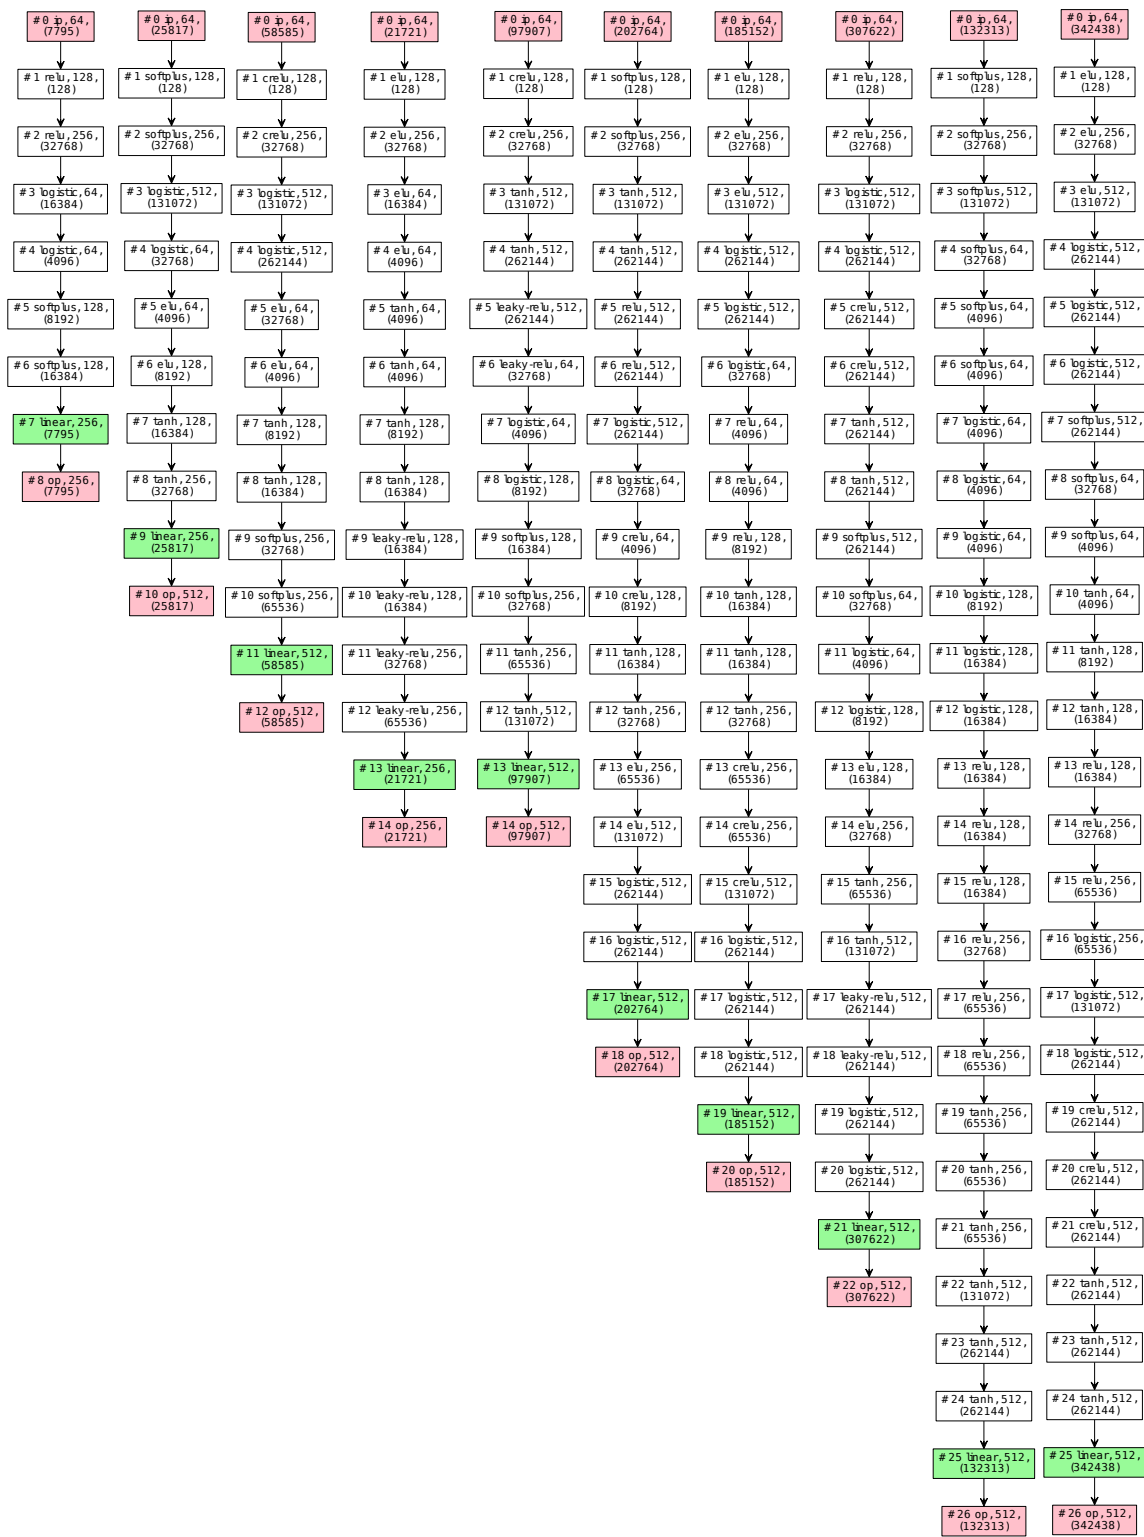 #0 ip,64,
(7795)
#1 relu,128,
(128)
#2 relu,256,
(32768)
#3 logistic,64,
(16384)
#4 logistic,64,
(4096)
#5 softplus,128,
(8192)
#6 softplus,128,
(16384)
#7 linear,256,
(7795)
#8 op,256,
(7795)
#0 ip,64,
(25817)
#1 softplus,128,
(128)
#2 softplus,256,
(32768)
#3 logistic,512,
(131072)
#4 logistic,64,
(32768)
#5 elu,64,
(4096)
#6 elu,128,
(8192)
#7 tanh,128,
(16384)
#8 tanh,256,
(32768)
#9 linear,256,
(25817)
#10 op,512,
(25817)
#0 ip,64,
(58585)
#1 crelu,128,
(128)
#2 crelu,256,
(32768)
#3 logistic,512,
(131072)
#4 logistic,512,
(262144)
#5 elu,64,
(32768)
#6 elu,64,
(4096)
#7 tanh,128,
(8192)
#8 tanh,128,
(16384)
#9 softplus,256,
(32768)
#10 softplus,256,
(65536)
#11 linear,512,
(58585)
#12 op,512,
(58585)
#0 ip,64,
(21721)
#1 elu,128,
(128)
#2 elu,256,
(32768)
#3 elu,64,
(16384)
#4 elu,64,
(4096)
#5 tanh,64,
(4096)
#6 tanh,64,
(4096)
#7 tanh,128,
(8192)
#8 tanh,128,
(16384)
#9 leaky-relu,128,
(16384)
#10 leaky-relu,128,
(16384)
#11 leaky-relu,256,
(32768)
#12 leaky-relu,256,
(65536)
#13 linear,256,
(21721)
#14 op,256,
(21721)
#0 ip,64,
(97907)
#1 crelu,128,
(128)
#2 crelu,256,
(32768)
#3 tanh,512,
(131072)
#4 tanh,512,
(262144)
#5 leaky-relu,512,
(262144)
#6 leaky-relu,64,
(32768)
#7 logistic,64,
(4096)
#8 logistic,128,
(8192)
#9 softplus,128,
(16384)
#10 softplus,256,
(32768)
#11 tanh,256,
(65536)
#12 tanh,512,
(131072)
#13 linear,512,
(97907)
#14 op,512,
(97907)
#0 ip,64,
(202764)
#1 softplus,128,
(128)
#2 softplus,256,
(32768)
#3 tanh,512,
(131072)
#4 tanh,512,
(262144)
#5 relu,512,
(262144)
#6 relu,512,
(262144)
#7 logistic,512,
(262144)
#8 logistic,64,
(32768)
#9 crelu,64,
(4096)
#10 crelu,128,
(8192)
#11 tanh,128,
(16384)
#12 tanh,256,
(32768)
#13 elu,256,
(65536)
#14 elu,512,
(131072)
#15 logistic,512,
(262144)
#16 logistic,512,
(262144)
#17 linear,512,
(202764)
#18 op,512,
(202764)
#0 ip,64,
(185152)
#1 elu,128,
(128)
#2 elu,256,
(32768)
#3 elu,512,
(131072)
#4 logistic,512,
(262144)
#5 logistic,512,
(262144)
#6 logistic,64,
(32768)
#7 relu,64,
(4096)
#8 relu,64,
(4096)
#9 relu,128,
(8192)
#10 tanh,128,
(16384)
#11 tanh,128,
(16384)
#12 tanh,256,
(32768)
#13 crelu,256,
(65536)
#14 crelu,256,
(65536)
#15 crelu,512,
(131072)
#16 logistic,512,
(262144)
#17 logistic,512,
(262144)
#18 logistic,512,
(262144)
#19 linear,512,
(185152)
#20 op,512,
(185152)
#0 ip,64,
(307622)
#1 relu,128,
(128)
#2 relu,256,
(32768)
#3 logistic,512,
(131072)
#4 logistic,512,
(262144)
#5 crelu,512,
(262144)
#6 crelu,512,
(262144)
#7 tanh,512,
(262144)
#8 tanh,512,
(262144)
#9 softplus,512,
(262144)
#10 softplus,64,
(32768)
#11 logistic,64,
(4096)
#12 logistic,128,
(8192)
#13 elu,128,
(16384)
#14 elu,256,
(32768)
#15 tanh,256,
(65536)
#16 tanh,512,
(131072)
#17 leaky-relu,512,
(262144)
#18 leaky-relu,512,
(262144)
#19 logistic,512,
(262144)
#20 logistic,512,
(262144)
#21 linear,512,
(307622)
#22 op,512,
(307622)
#0 ip,64,
(132313)
#1 softplus,128,
(128)
#2 softplus,256,
(32768)
#3 softplus,512,
(131072)
#4 softplus,64,
(32768)
#5 softplus,64,
(4096)
#6 softplus,64,
(4096)
#7 logistic,64,
(4096)
#8 logistic,64,
(4096)
#9 logistic,64,
(4096)
#10 logistic,128,
(8192)
#11 logistic,128,
(16384)
#12 logistic,128,
(16384)
#13 relu,128,
(16384)
#14 relu,128,
(16384)
#15 relu,128,
(16384)
#16 relu,256,
(32768)
#17 relu,256,
(65536)
#18 relu,256,
(65536)
#19 tanh,256,
(65536)
#20 tanh,256,
(65536)
#21 tanh,256,
(65536)
#22 tanh,512,
(131072)
#23 tanh,512,
(262144)
#24 tanh,512,
(262144)
#25 linear,512,
(132313)
#26 op,512,
(132313)
#0 ip,64,
(342438)
#1 elu,128,
(128)
#2 elu,256,
(32768)
#3 elu,512,
(131072)
#4 logistic,512,
(262144)
#5 logistic,512,
(262144)
#6 logistic,512,
(262144)
#7 softplus,512,
(262144)
#8 softplus,64,
(32768)
#9 softplus,64,
(4096)
#10 tanh,64,
(4096)
#11 tanh,128,
(8192)
#12 tanh,128,
(16384)
#13 relu,128,
(16384)
#14 relu,256,
(32768)
#15 relu,256,
(65536)
#16 logistic,256,
(65536)
#17 logistic,512,
(131072)
#18 logistic,512,
(262144)
#19 crelu,512,
(262144)
#20 crelu,512,
(262144)
#21 crelu,512,
(262144)
#22 tanh,512,
(262144)
#23 tanh,512,
(262144)
#24 tanh,512,
(262144)
#25 linear,512,
(342438)
#26 op,512,
(342438)